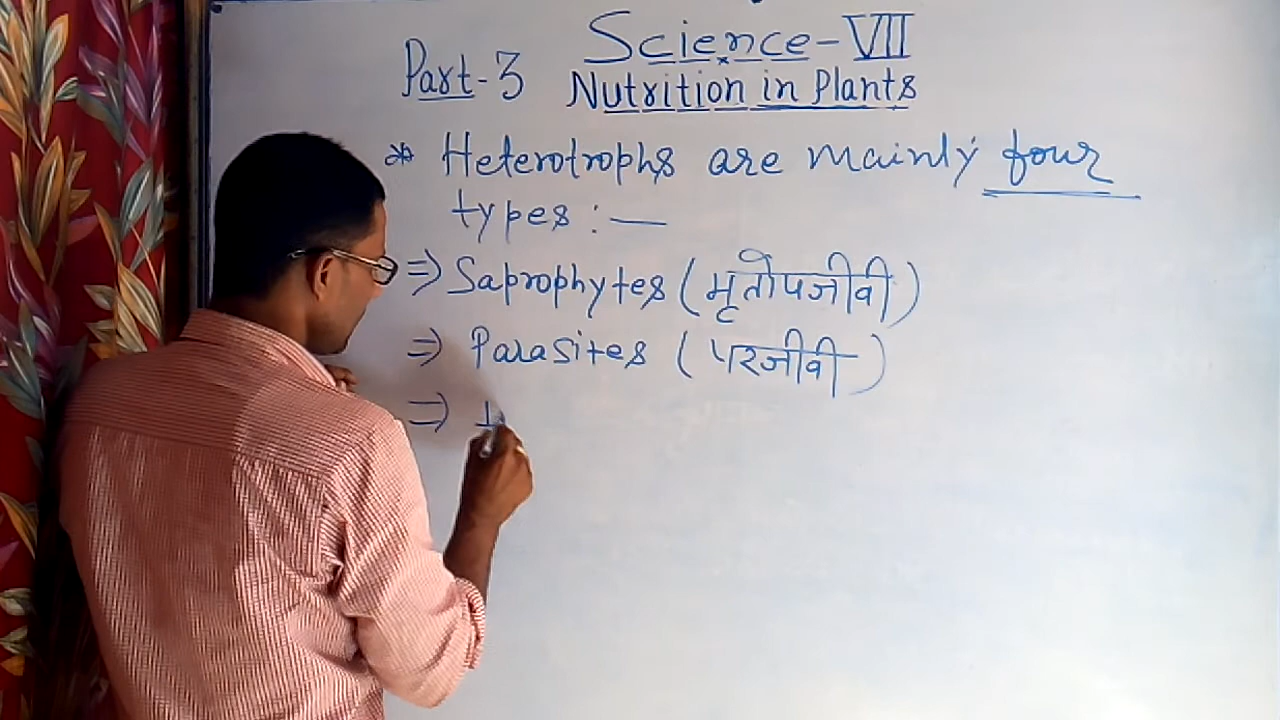 Science-VII
Part-3 Nutrition in Plants
* Heterotrophs are mainly four
types:—
⇒ Saprophytes (मृतोपजीवी)
⇒ Parasites (परजीवी)
⇒